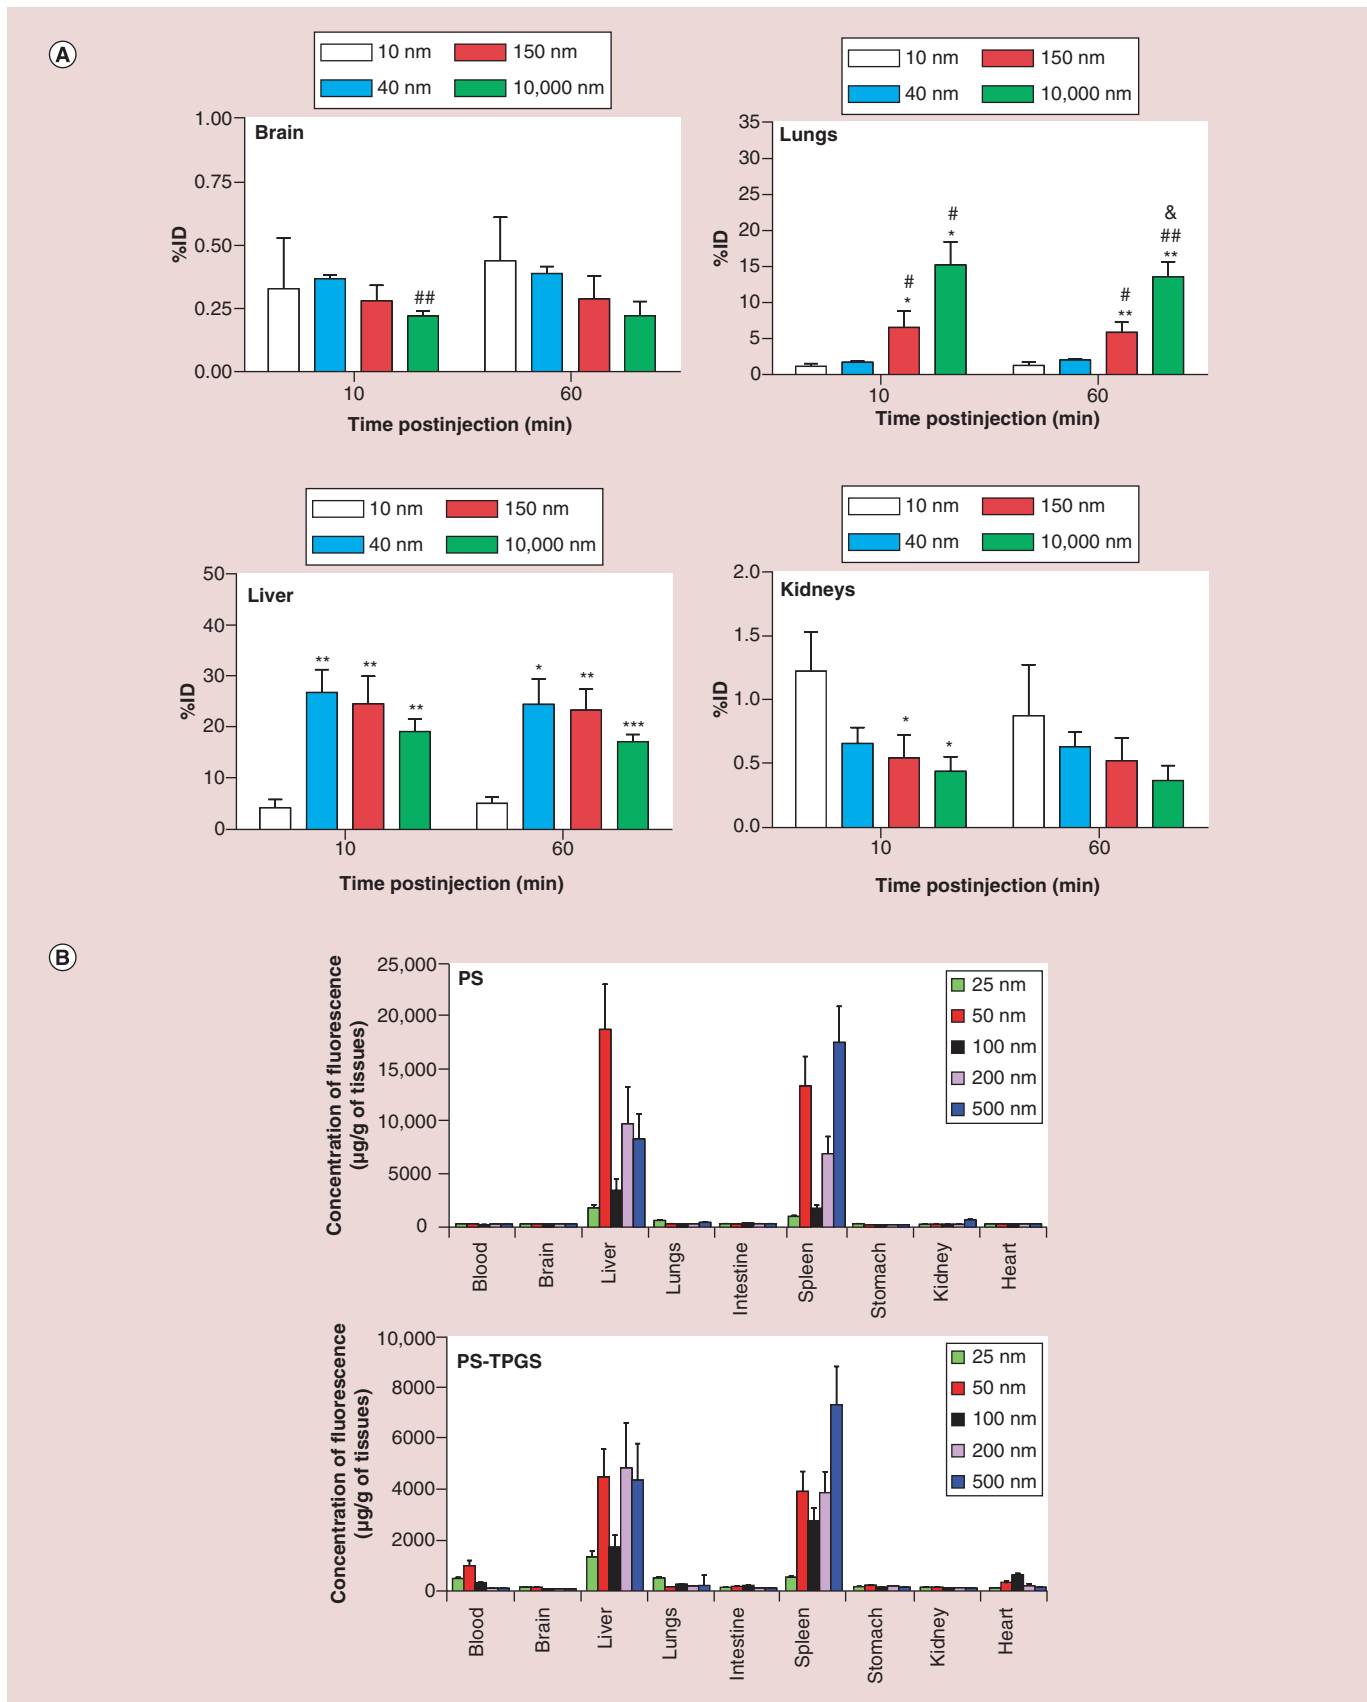 A
10 nm 150 nm
40 nm 10,000 nm
Brain
1.00
0.75
0.50
0.25
0.00
%ID
##
10 60
Time postinjection (min)
10 nm 150 nm
40 nm 10,000 nm
Lungs
35
30
25
20
15
10
5
0
%ID
#
*
#
*
#
**
&
##
**
10 60
Time postinjection (min)
10 nm 150 nm
40 nm 10,000 nm
Liver
50
40
30
20
10
0
%ID
** ** ** * ** ***
10 60
Time postinjection (min)
10 nm 150 nm
40 nm 10,000 nm
Kidneys
2.0
1.5
1.0
0.5
0.0
%ID
* *
10 60
Time postinjection (min)
B
PS
Concentration of fluorescence
(µg/g of tissues)
25,000
20,000
15,000
10,000
5000
0
25 nm
50 nm
100 nm
200 nm
500 nm
Blood Brain Liver Lungs Intestine Spleen Stomach Kidney Heart
PS-TPGS
Concentration of fluorescence
(µg/g of tissues)
10,000
8000
6000
4000
2000
0
25 nm
50 nm
100 nm
200 nm
500 nm
Blood Brain Liver Lungs Intestine Spleen Stomach Kidney Heart